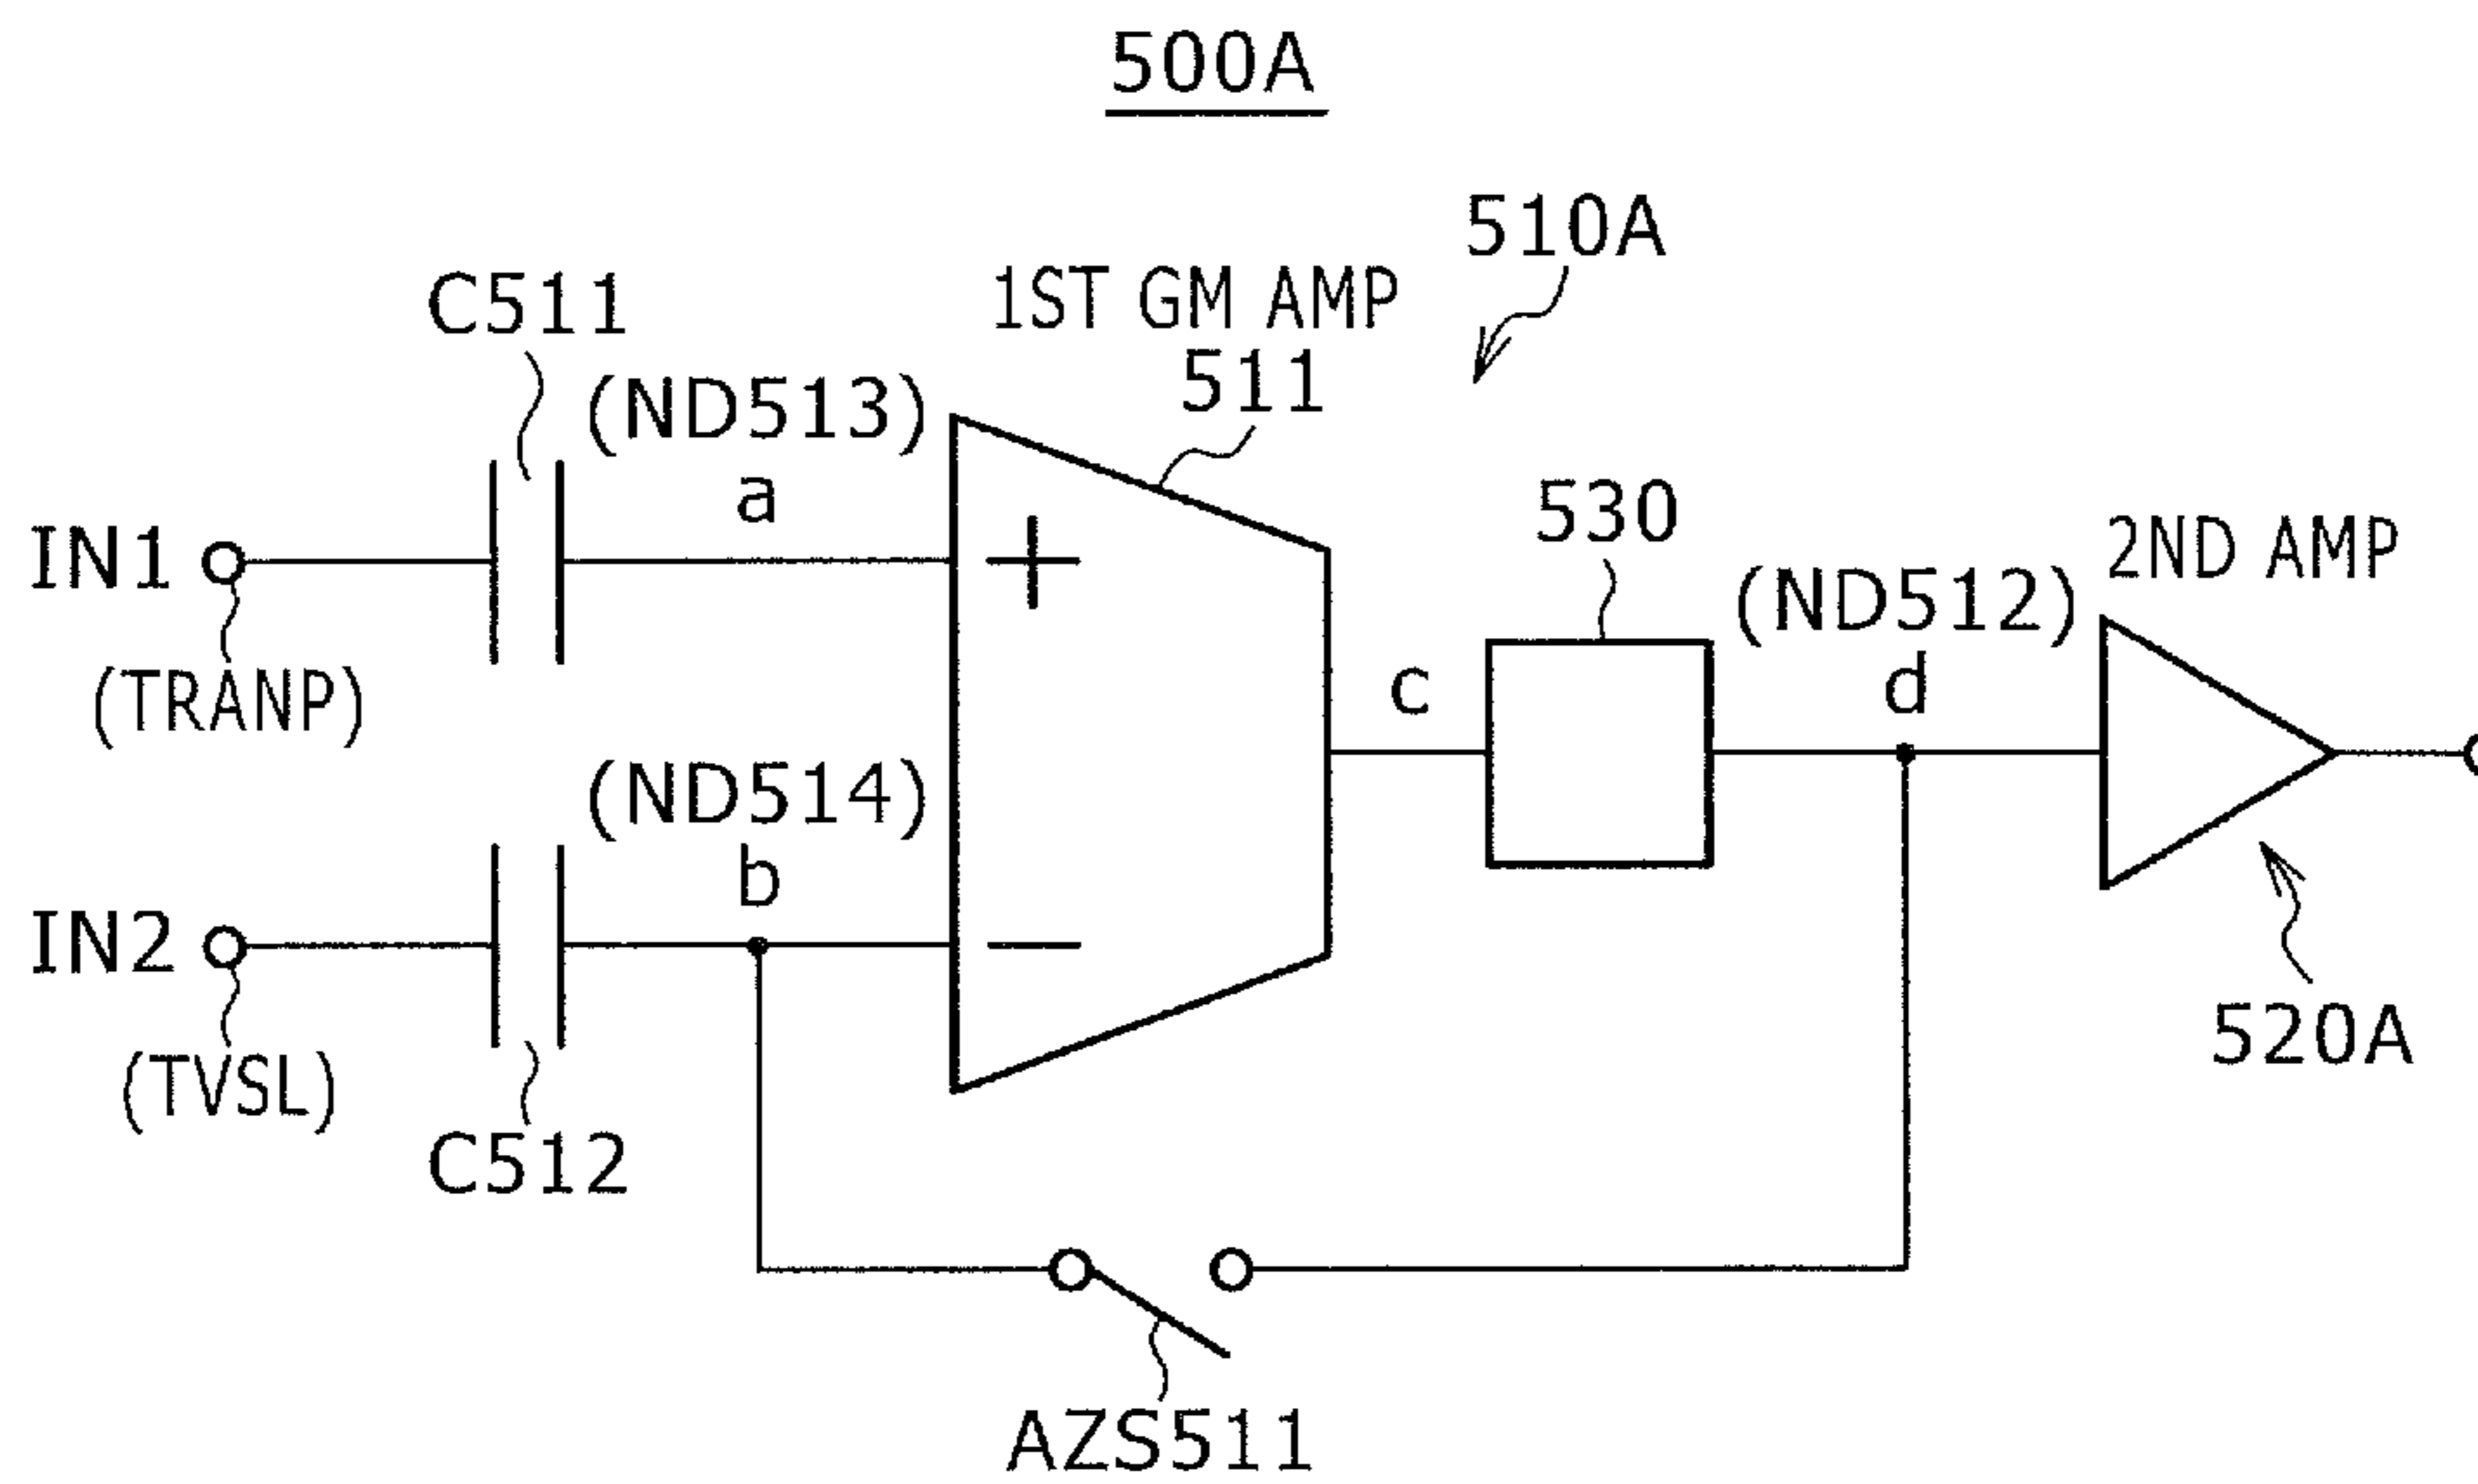 500A
510A
1ST GM AMP
511
C511
(ND513)
a
+
530
2ND AMP
IN1
(TRANP)
(ND512)
c
d
(ND514)
b
−
IN2
(TVSL)
C512
520A
AZS511